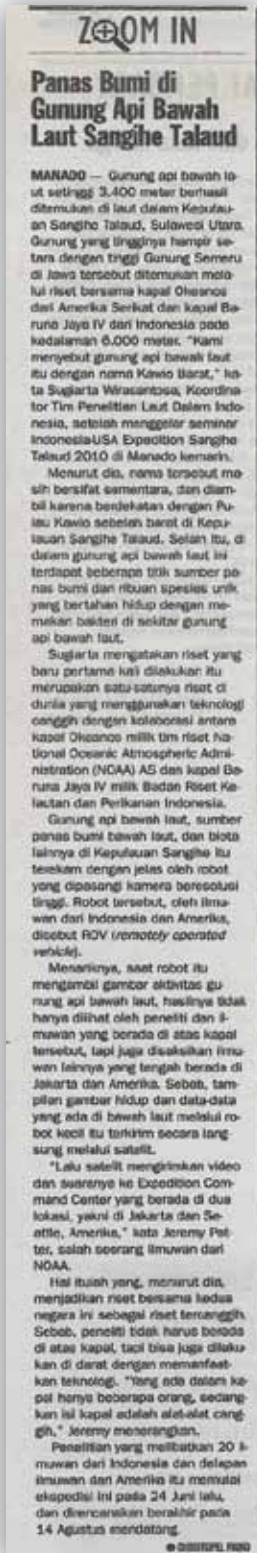 ZOOM IN
Panas Bumi di
Gunung Api Bawah
Laut Sangihe Talaud
MANADO — Gunung api bawah la-
ut setinggi 3.400 meter berhasil
ditemukan di laut dalam Kepulau-
an Sangihe Talaud, Sulawesi Utara.
Gunung yang tingginya hampir se-
tara dengan tinggi Gunung Semeru
di Jawa tersebut ditemukan mela-
lui riset bersama kapal Okeanos
dari Amerika Serikat dan kapal Ba-
runa Jaya IV dari Indonesia pada
kedalaman 6.000 meter. "Kami
menyebut gunung api bawah laut
itu dengan nama Kawio Barat," ka-
ta Sugiarta Wirasantosa, Koordina-
tor Tim Penelitian Laut Dalam Indo-
nesia, setelah menggelar seminar
Indonesia-USA Expedition Sangihe
Talaud 2010 di Manado kemarin.
Menurut dia, nama tersebut ma-
sih bersifat sementara, dan diam-
bil karena berdekatan dengan Pu-
lau Kawio sebelah barat di Kepu-
lauan Sangihe Talaud. Selain itu, di
dalam gunung api bawah laut ini
terdapat beberapa titik sumber pa-
nas bumi dan ribuan spesies unik
yang bertahan hidup dengan me-
makan bakteri di sekitar gunung
api bawah laut.
Sugiarta mengatakan riset yang
baru pertama kali dilakukan itu
merupakan satu-satunya riset di
dunia yang menggunakan teknologi
canggih dengan kolaborasi antara
kapal Okeanos milik tim riset Na-
tional Oceanic Atmospheric Admi-
nistration (NOAA) AS dan kapal Ba-
runa Jaya IV milik Badan Riset Ke-
lautan dan Perikanan Indonesia.
Gunung api bawah laut, sumber
panas bumi bawah laut, dan biota
lainnya di Kepulauan Sangihe itu
terekam dengan jelas oleh robot
yang dipasangi kamera beresolusi
tinggi. Robot tersebut, oleh ilmu-
wan dari Indonesia dan Amerika,
disebut ROV (remotely operated
vehicle).
Menariknya, saat robot itu
mengambil gambar aktivitas gu-
nung api bawah laut, hasilnya tidak
hanya dilihat oleh peneliti dan il-
muwan yang berada di atas kapal
tersebut, tapi juga disaksikan ilmu-
wan lainnya yang tengah berada di
Jakarta dan Amerika. Sebab, tam-
pilan gambar hidup dan data-data
yang ada di bawah laut melalui ro-
bot kecil itu terkirim secara lang-
sung melalui satelit.
"Lalu satelit mengirimkan video
dan suaranya ke Expedition Com-
mand Center yang berada di dua
lokasi, yakni di Jakarta dan Se-
attle, Amerika," kata Jeremy Pot-
ter, salah seorang ilmuwan dari
NOAA.
Hal itulah yang, menurut dia,
menjadikan riset bersama kedua
negara ini sebagai riset tercanggih.
Sebab, peneliti tidak harus berada
di atas kapal, tapi bisa juga dilaku-
kan di darat dengan memanfaat-
kan teknologi. "Yang ada dalam ka-
pal hanya beberapa orang, sedang-
kan isi kapal adalah alat-alat cang-
gih," Jeremy menerangkan.
Penelitian yang melibatkan 20 il-
muwan dari Indonesia dan delapan
ilmuwan dari Amerika itu memulai
ekspedisi ini pada 24 Juni lalu,
dan direncanakan berakhir pada
14 Agustus mendatang.